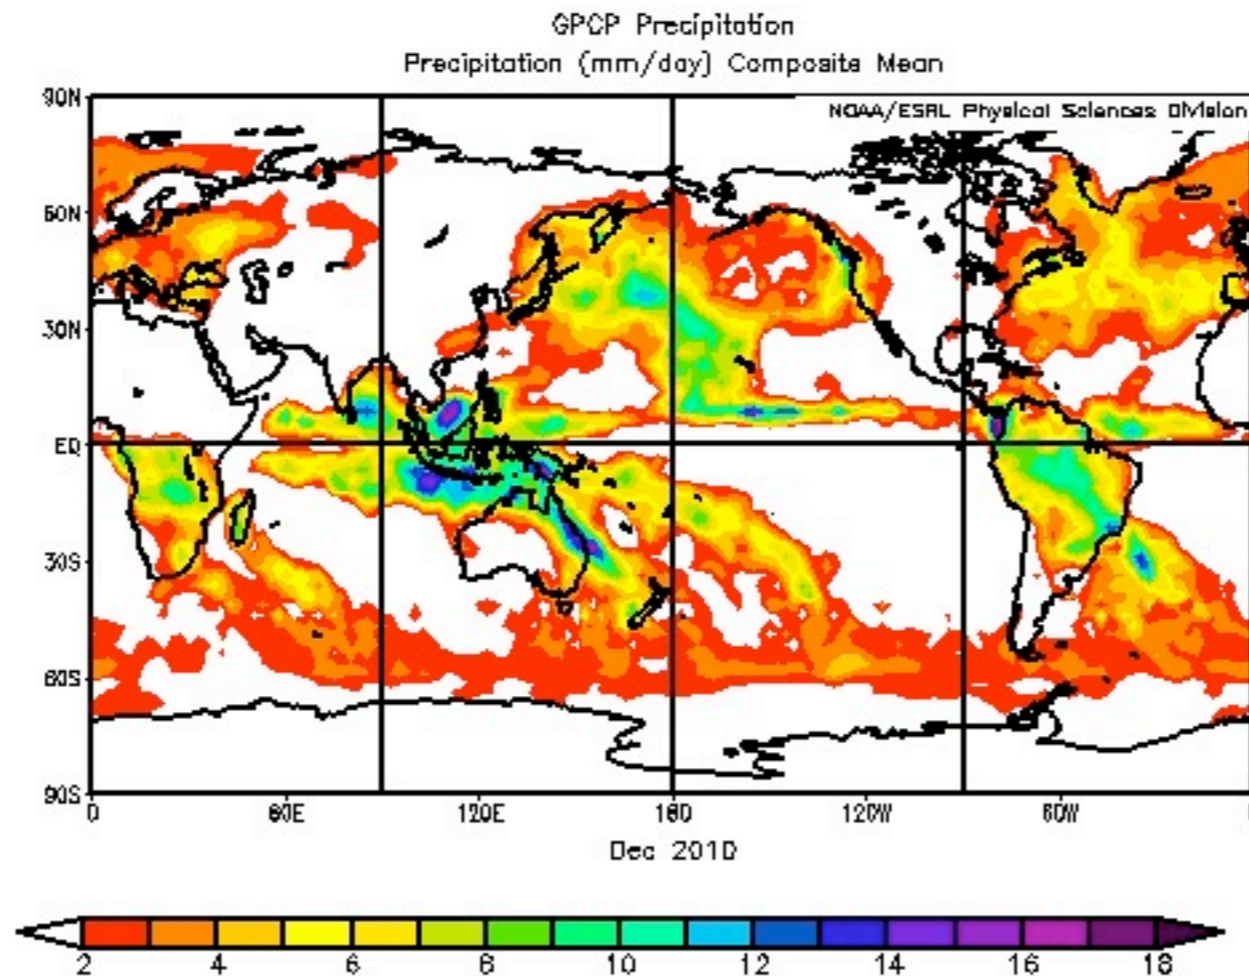 GPCP Precipitation
Precipitation (mm/day) Composite Mean
NOAA/ESRL Physical Sciences Division
90N
60N
30N
EQ
30S
60S
90S
0 60E 120E 180 120W 60W
Dec 2010
2 4 6 8 10 12 14 16 18